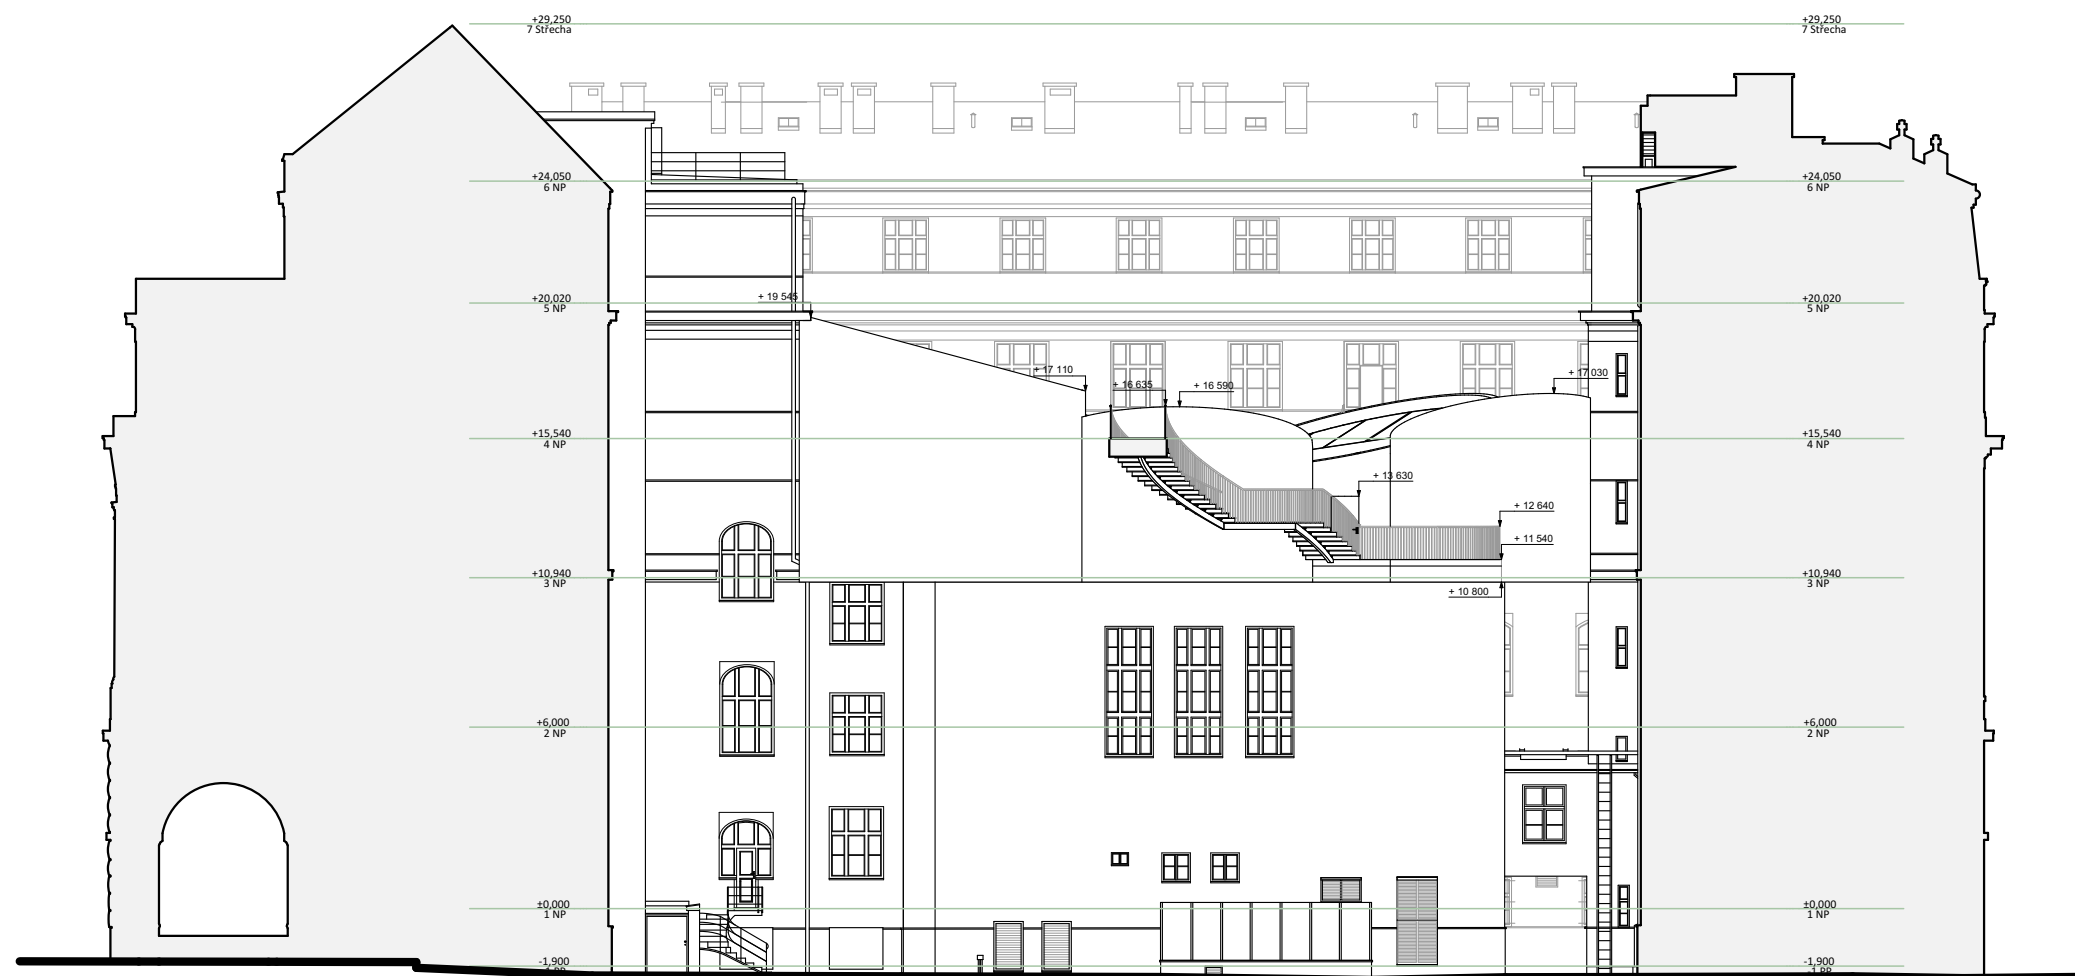 +29,250
7 Střecha
+29,250
7 Střecha
+24,050
6 NP
+24,050
6 NP
+ 19 545
+20,020
5 NP
+20,020
5 NP
+ 17 110
+ 16 635
+ 16 590
+ 17 030
+15,540
4 NP
+15,540
4 NP
+ 13 630
+ 12 640
+ 11 540
+10,940
3 NP
+10,940
3 NP
+ 10 800
+6,000
2 NP
+6,000
2 NP
±0,000
1 NP
±0,000
1 NP
-1,900
-1,900
-1 PP